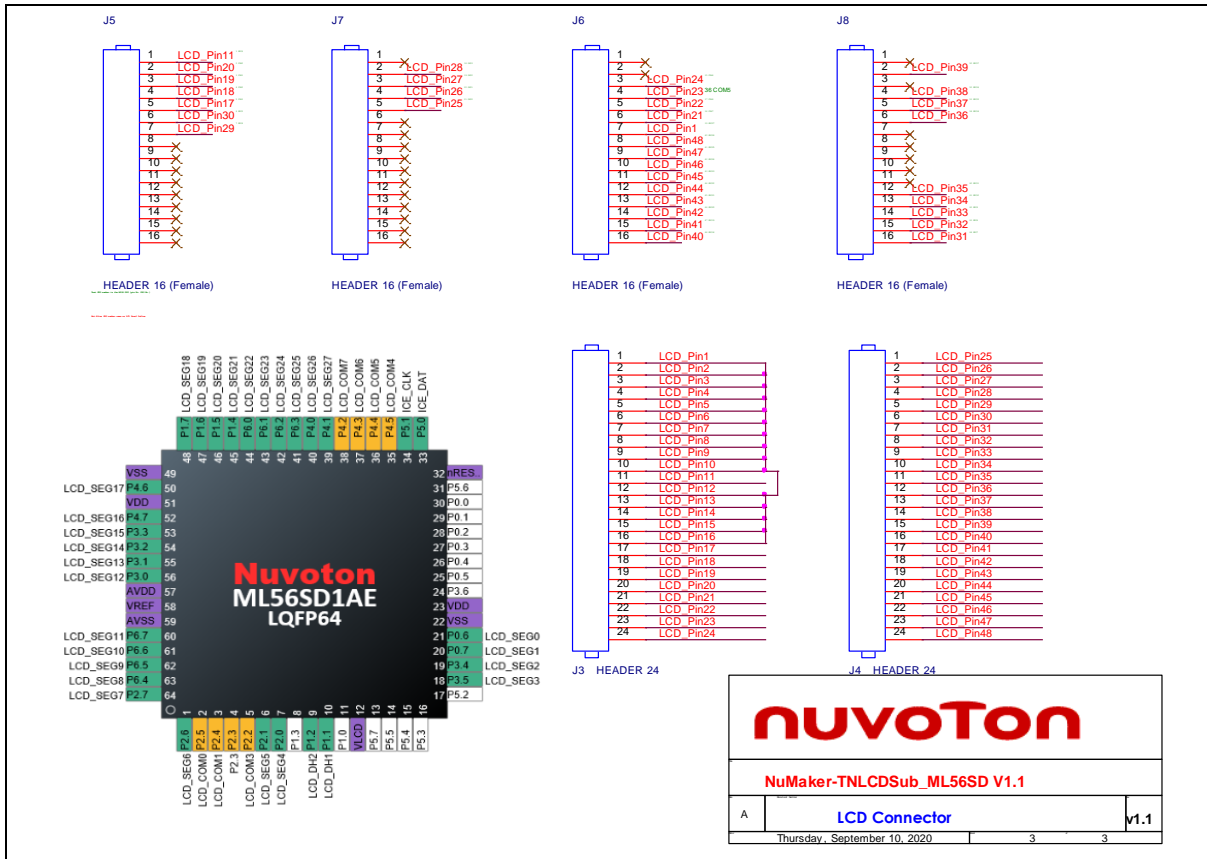 J5
1 LCD_Pin11
2 LCD_Pin20
3 LCD_Pin19
4 LCD_Pin18
5 LCD_Pin17
6 LCD_Pin30
7 LCD_Pin29
8
9
10
11
12
13
14
15
16
HEADER 16 (Female)
J7
1
2 LCD_Pin28
3 LCD_Pin27
4 LCD_Pin26
5 LCD_Pin25
6
7
8
9
10
11
12
13
14
15
16
HEADER 16 (Female)
J6
1
2
3 LCD_Pin24
4 LCD_Pin23 36 COM5
5 LCD_Pin22
6 LCD_Pin21
7 LCD_Pin1
8 LCD_Pin48
9 LCD_Pin47
10 LCD_Pin46
11 LCD_Pin45
12 LCD_Pin44
13 LCD_Pin43
14 LCD_Pin42
15 LCD_Pin41
16 LCD_Pin40
HEADER 16 (Female)
J8
1
2 LCD_Pin39
3
4 LCD_Pin38
5 LCD_Pin37
6 LCD_Pin36
7
8
9
10
11
12 LCD_Pin35
13 LCD_Pin34
14 LCD_Pin33
15 LCD_Pin32
16 LCD_Pin31
HEADER 16 (Female)
LCD_SEG18 P1.7 48
LCD_SEG19 P1.6 47
LCD_SEG20 P1.5 46
LCD_SEG21 P1.4 45
LCD_SEG22 P6.0 44
LCD_SEG23 P6.1 43
LCD_SEG24 P6.2 42
LCD_SEG25 P6.3 41
LCD_SEG26 P4.0 40
LCD_SEG27 P4.1 39
LCD_COM7 P4.2 38
LCD_COM6 P4.3 37
LCD_COM5 P4.4 36
LCD_COM4 P4.5 35
ICE_CLK P5.1 34
ICE_DAT P5.0 33
VSS 49
LCD_SEG17 P4.6 50
VDD 51
LCD_SEG16 P4.7 52
LCD_SEG15 P3.3 53
LCD_SEG14 P3.2 54
LCD_SEG13 P3.1 55
LCD_SEG12 P3.0 56
AVDD 57
VREF 58
AVSS 59
LCD_SEG11 P6.7 60
LCD_SEG10 P6.6 61
LCD_SEG9 P6.5 62
LCD_SEG8 P6.4 63
LCD_SEG7 P2.7 64
Nuvoton
ML56SD1AE
LQFP64
32 nRES..
31 P5.6
30 P0.0
29 P0.1
28 P0.2
27 P0.3
26 P0.4
25 P0.5
24 P3.6
23 VDD
22 VSS
21 P0.6 LCD_SEG0
20 P0.7 LCD_SEG1
19 P3.4 LCD_SEG2
18 P3.5 LCD_SEG3
17 P5.2
1 P2.6 LCD_SEG6
2 P2.5 LCD_COM0
3 P2.4 LCD_COM1
4 P2.3 P2.3
5 P2.2 LCD_COM3
6 P2.1 LCD_SEG5
7 P2.0 LCD_SEG4
8 P1.3
9 P1.2 LCD_DH2
10 P1.1 LCD_DH1
11 P1.0
12 VLCD
13 P5.7
14 P5.5
15 P5.4
16 P5.3
1 LCD_Pin1
2 LCD_Pin2
3 LCD_Pin3
4 LCD_Pin4
5 LCD_Pin5
6 LCD_Pin6
7 LCD_Pin7
8 LCD_Pin8
9 LCD_Pin9
10 LCD_Pin10
11 LCD_Pin11
12 LCD_Pin12
13 LCD_Pin13
14 LCD_Pin14
15 LCD_Pin15
16 LCD_Pin16
17 LCD_Pin17
18 LCD_Pin18
19 LCD_Pin19
20 LCD_Pin20
21 LCD_Pin21
22 LCD_Pin22
23 LCD_Pin23
24 LCD_Pin24
J3 HEADER 24
1 LCD_Pin25
2 LCD_Pin26
3 LCD_Pin27
4 LCD_Pin28
5 LCD_Pin29
6 LCD_Pin30
7 LCD_Pin31
8 LCD_Pin32
9 LCD_Pin33
10 LCD_Pin34
11 LCD_Pin35
12 LCD_Pin36
13 LCD_Pin37
14 LCD_Pin38
15 LCD_Pin39
16 LCD_Pin40
17 LCD_Pin41
18 LCD_Pin42
19 LCD_Pin43
20 LCD_Pin44
21 LCD_Pin45
22 LCD_Pin46
23 LCD_Pin47
24 LCD_Pin48
J4 HEADER 24
nuvoTon
NuMaker-TNLCDSub_ML56SD V1.1
A LCD Connector v1.1
Thursday, September 10, 2020 3 3